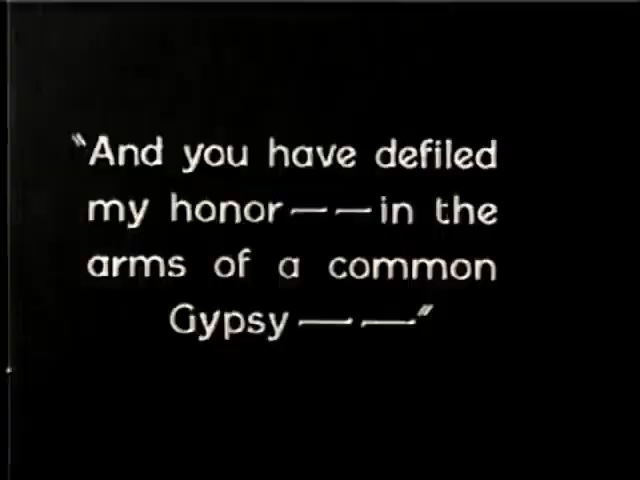 "And you have defiled
my honor — — in the
arms of a common
Gypsy — — "